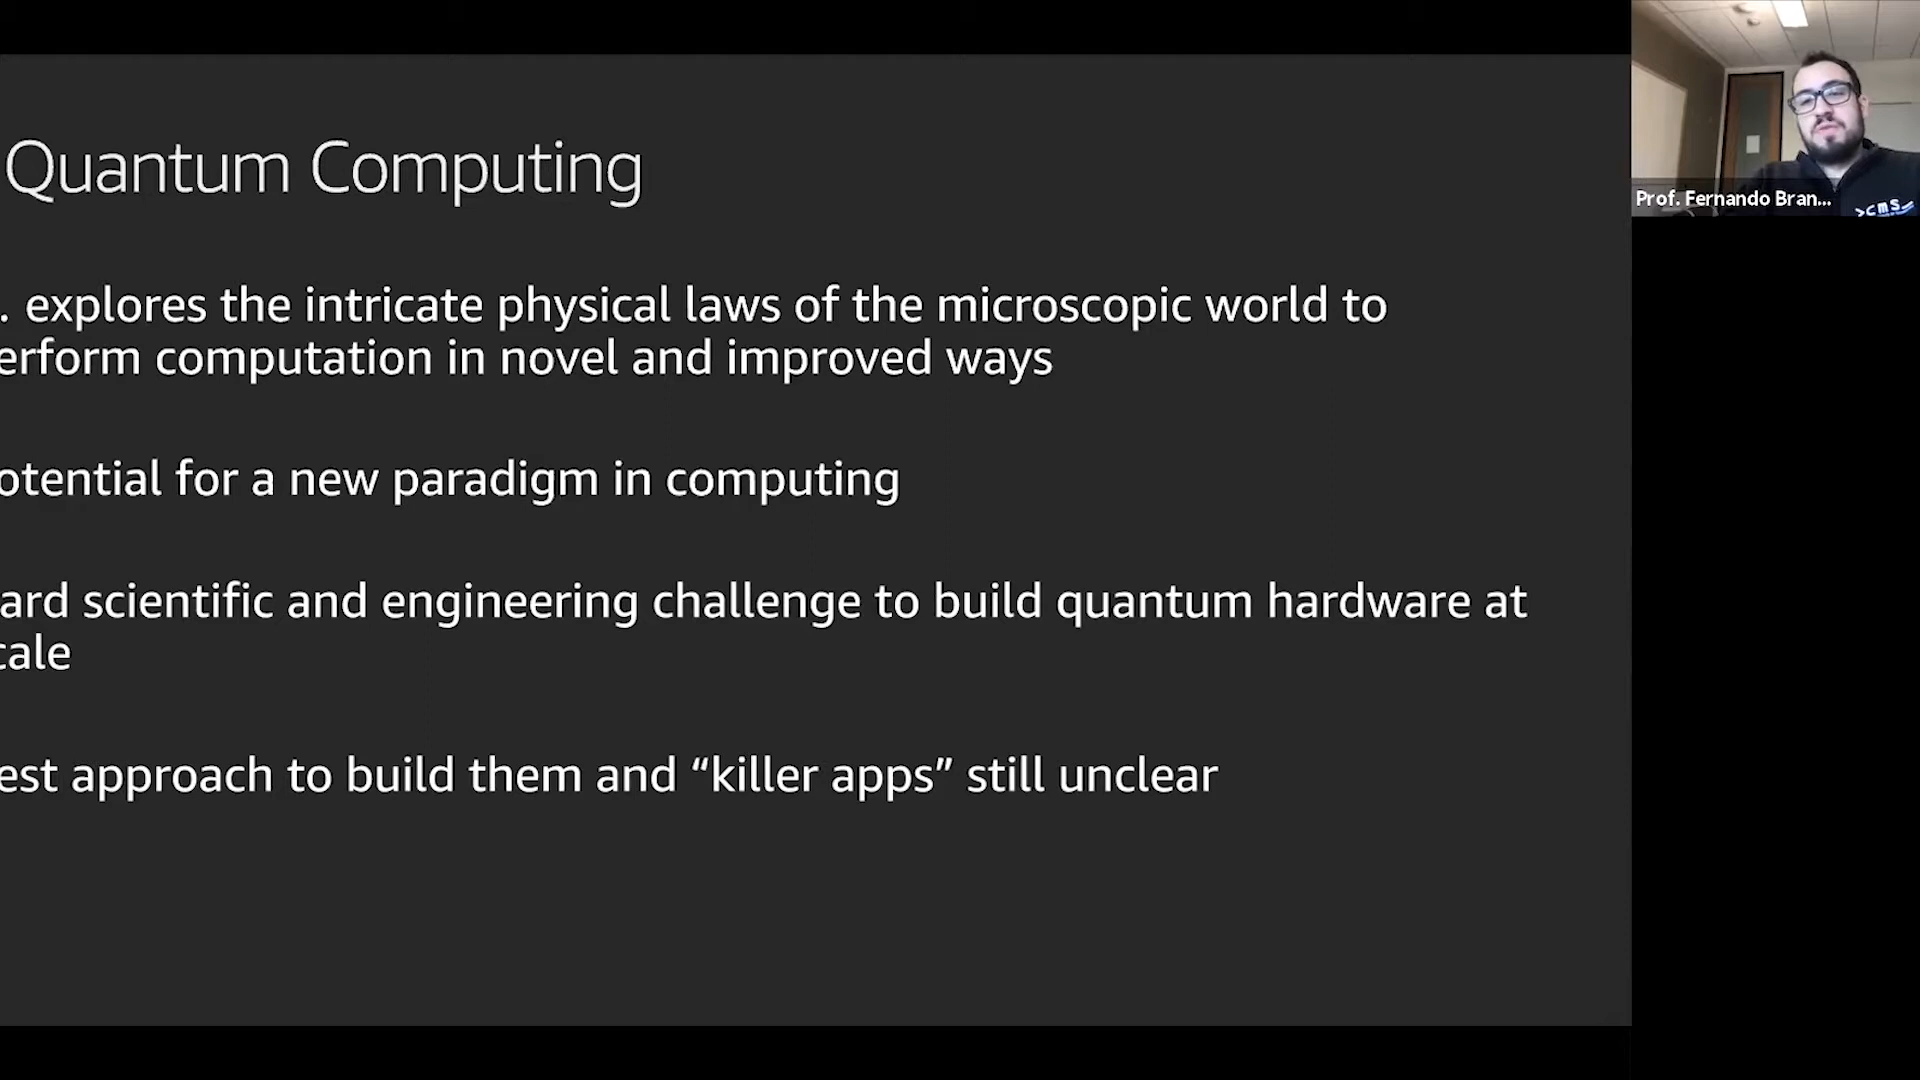 Quantum Computing
. explores the intricate physical laws of the microscopic world to
erform computation in novel and improved ways
otential for a new paradigm in computing
ard scientific and engineering challenge to build quantum hardware at
cale
est approach to build them and “killer apps” still unclear
Prof. Fernando Bran...
>cms_